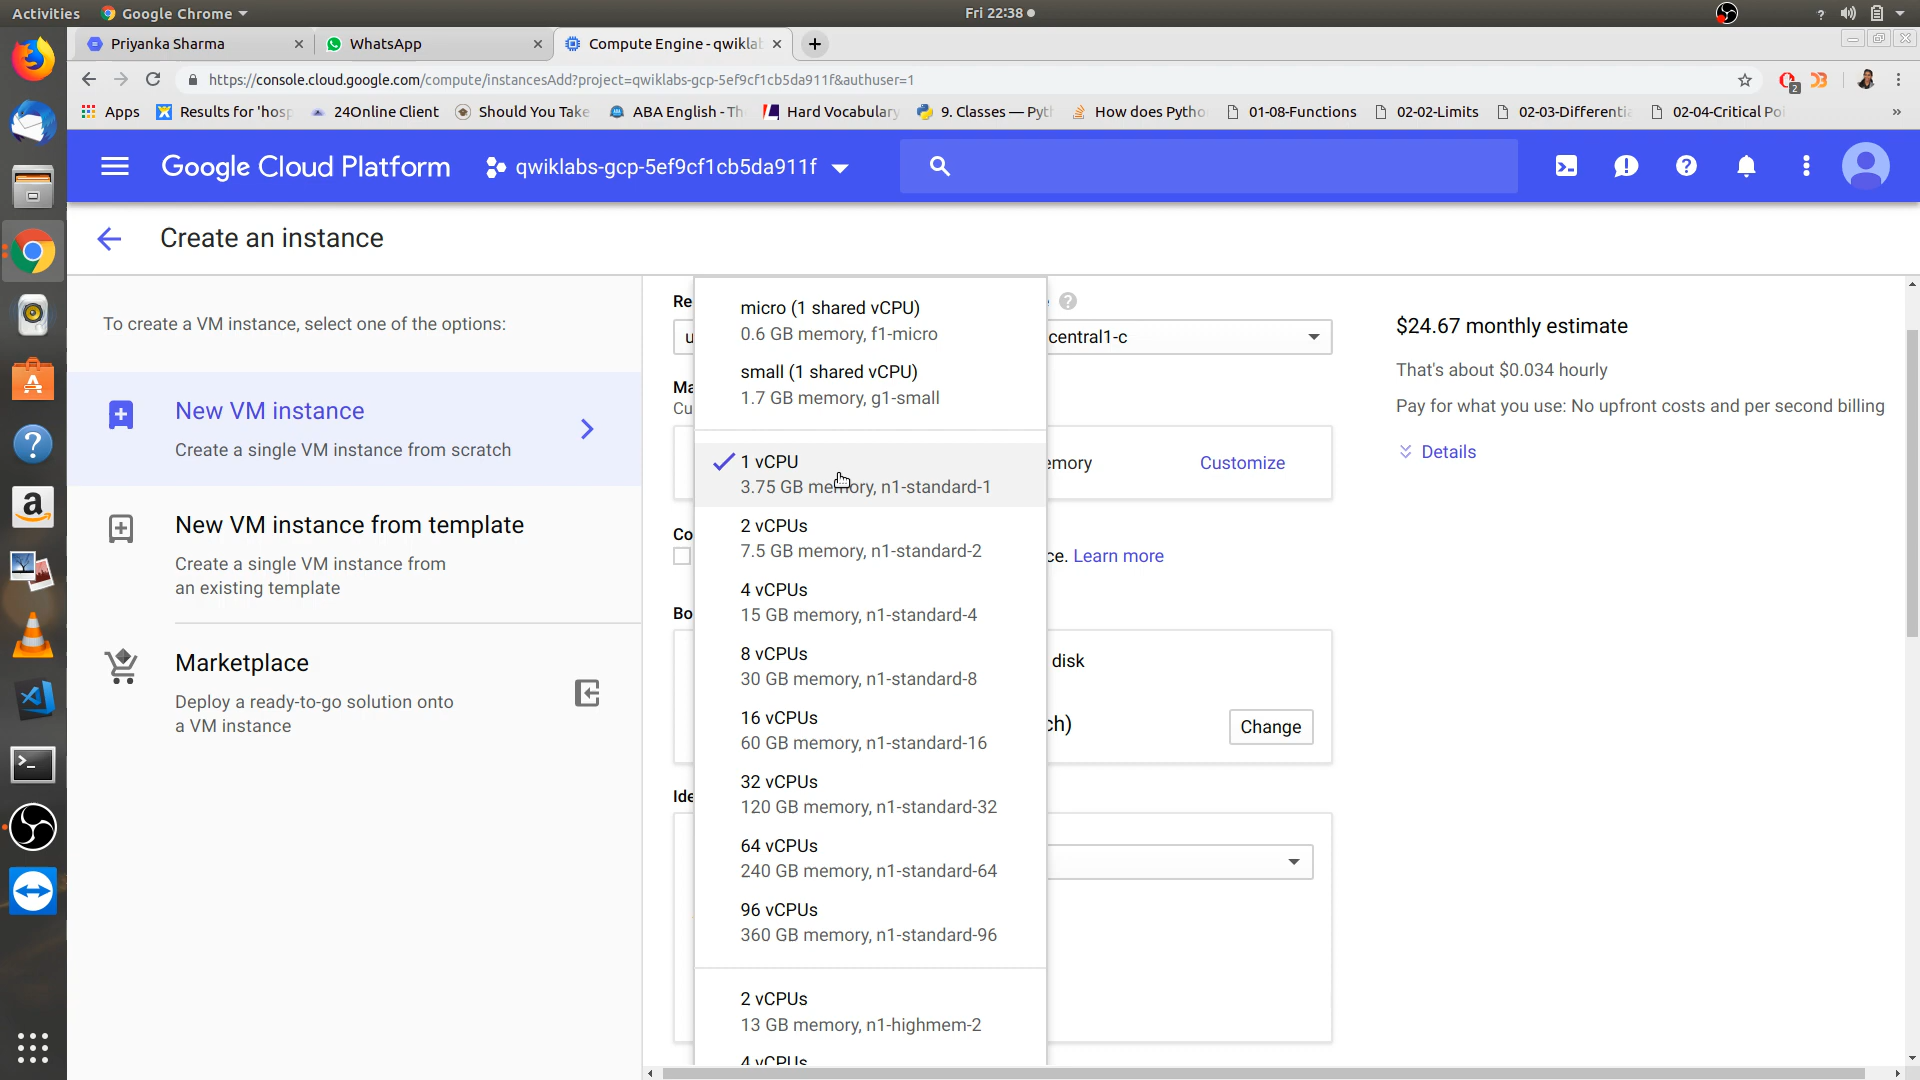 Activities
Google Chrome
Fri 22:38
Priyanka Sharma
WhatsApp
Compute Engine - qwiklab
https://console.cloud.google.com/compute/instancesAdd?project=qwiklabs-gcp-5ef9cf1cb5da911f&authuser=1
2
Apps
Results for 'hosp
24Online Client
Should You Take
ABA English - Th
Hard Vocabulary
9. Classes — Pyth
How does Pytho
01-08-Functions
02-02-Limits
02-03-Differentia
02-04-Critical Poi
Google Cloud Platform
qwiklabs-gcp-5ef9cf1cb5da911f
Create an instance
To create a VM instance, select one of the options:
New VM instance
Create a single VM instance from scratch
New VM instance from template
Create a single VM instance from
an existing template
Marketplace
Deploy a ready-to-go solution onto
a VM instance
Re
u
central1-c
Ma
Cu
emory
Customize
Co
ce. Learn more
Bo
disk
ch)
Change
Ide
micro (1 shared vCPU)
0.6 GB memory, f1-micro
small (1 shared vCPU)
1.7 GB memory, g1-small
1 vCPU
3.75 GB memory, n1-standard-1
2 vCPUs
7.5 GB memory, n1-standard-2
4 vCPUs
15 GB memory, n1-standard-4
8 vCPUs
30 GB memory, n1-standard-8
16 vCPUs
60 GB memory, n1-standard-16
32 vCPUs
120 GB memory, n1-standard-32
64 vCPUs
240 GB memory, n1-standard-64
96 vCPUs
360 GB memory, n1-standard-96
2 vCPUs
13 GB memory, n1-highmem-2
4 vCPUs
$24.67 monthly estimate
That's about $0.034 hourly
Pay for what you use: No upfront costs and per second billing
Details